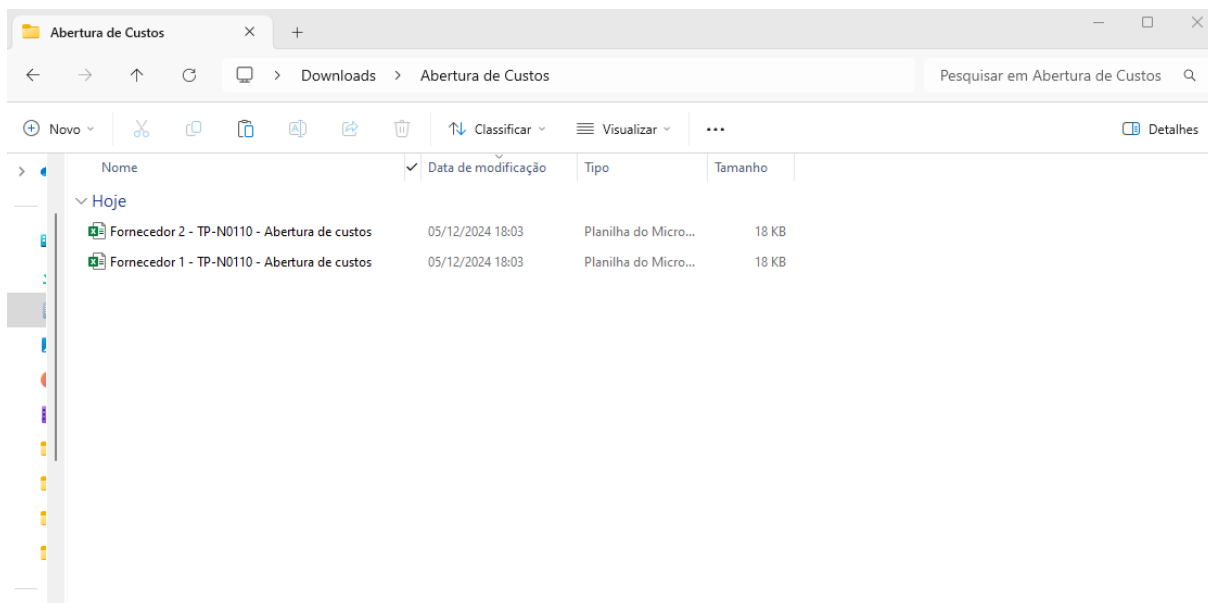 Abertura de Custos
Downloads > Abertura de Custos
Pesquisar em Abertura de Custos
Novo
Classificar
Visualizar
Detalhes
Nome Data de modificação Tipo Tamanho
Hoje
Fornecedor 2 - TP-N0110 - Abertura de custos 05/12/2024 18:03 Planilha do Micro... 18 KB
Fornecedor 1 - TP-N0110 - Abertura de custos 05/12/2024 18:03 Planilha do Micro... 18 KB